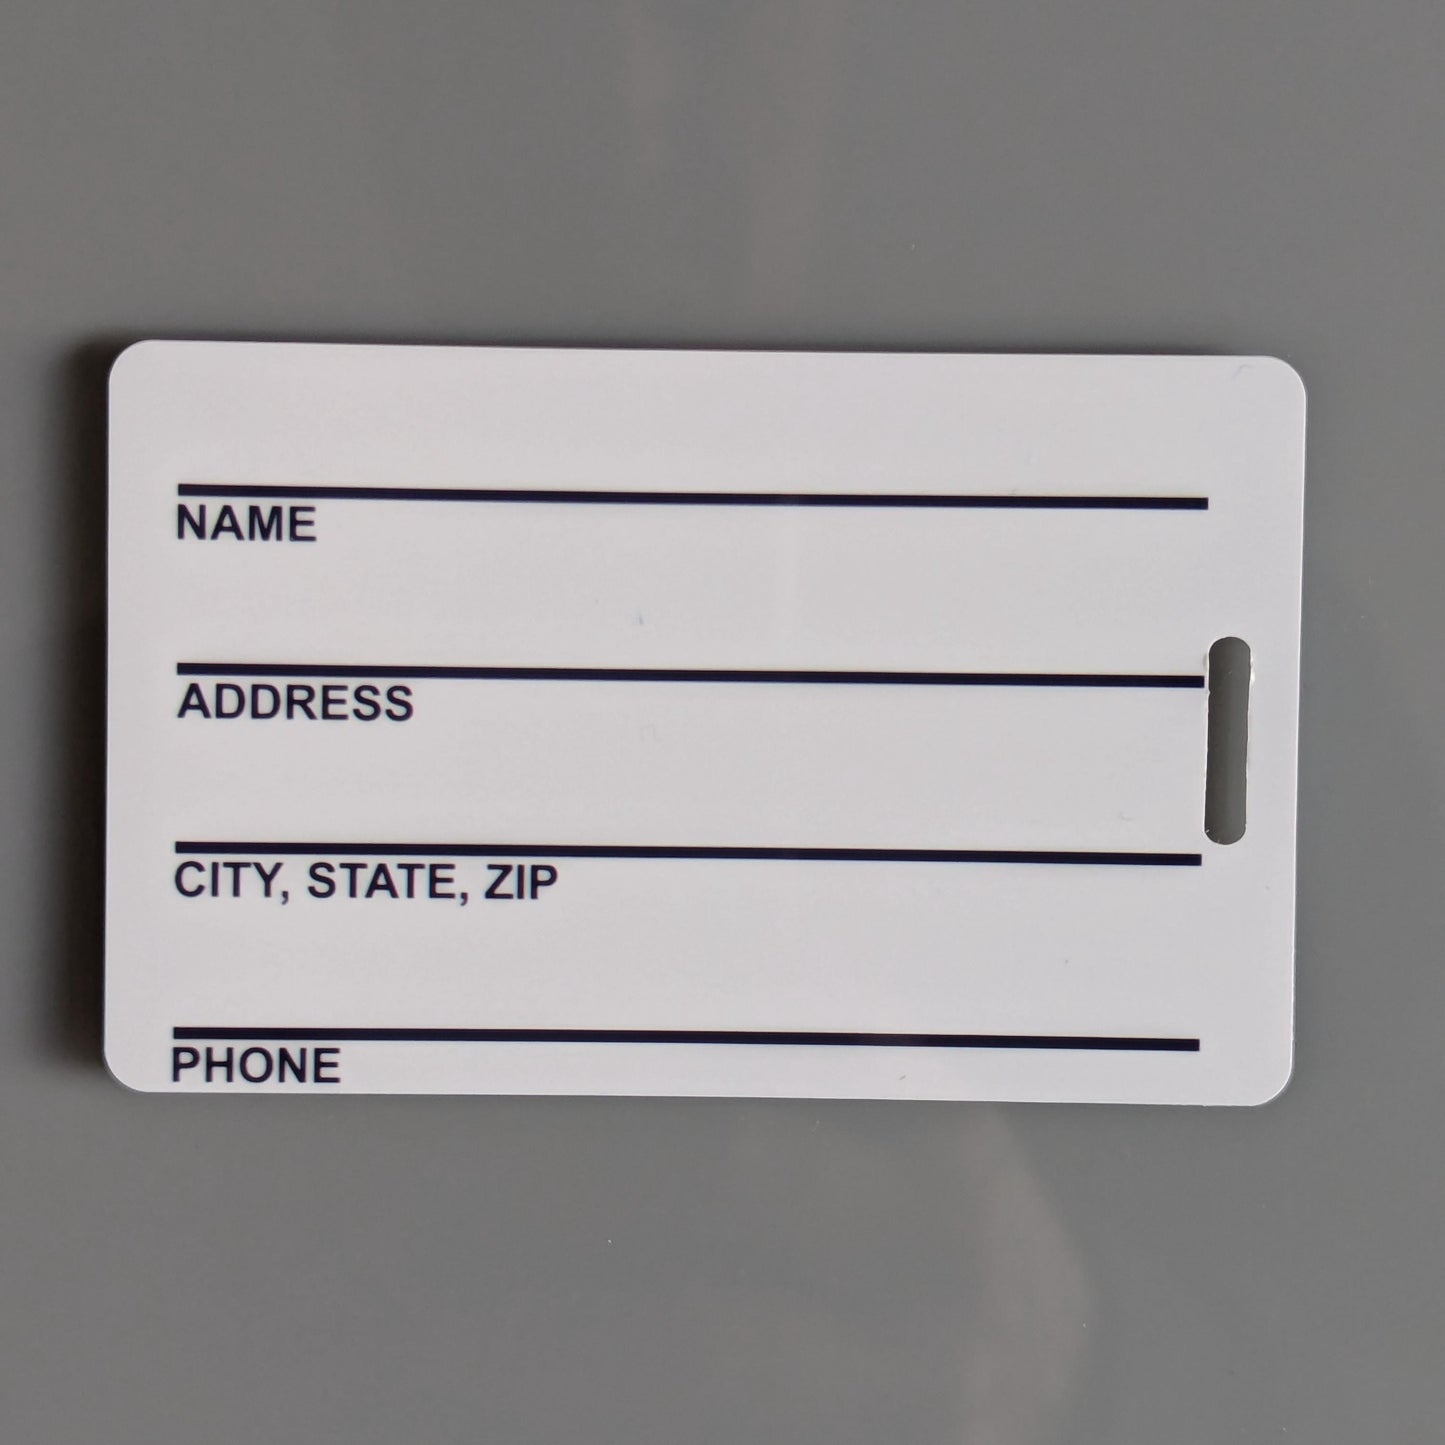 NAME
ADDRESS
CITY, STATE, ZIP
PHONE